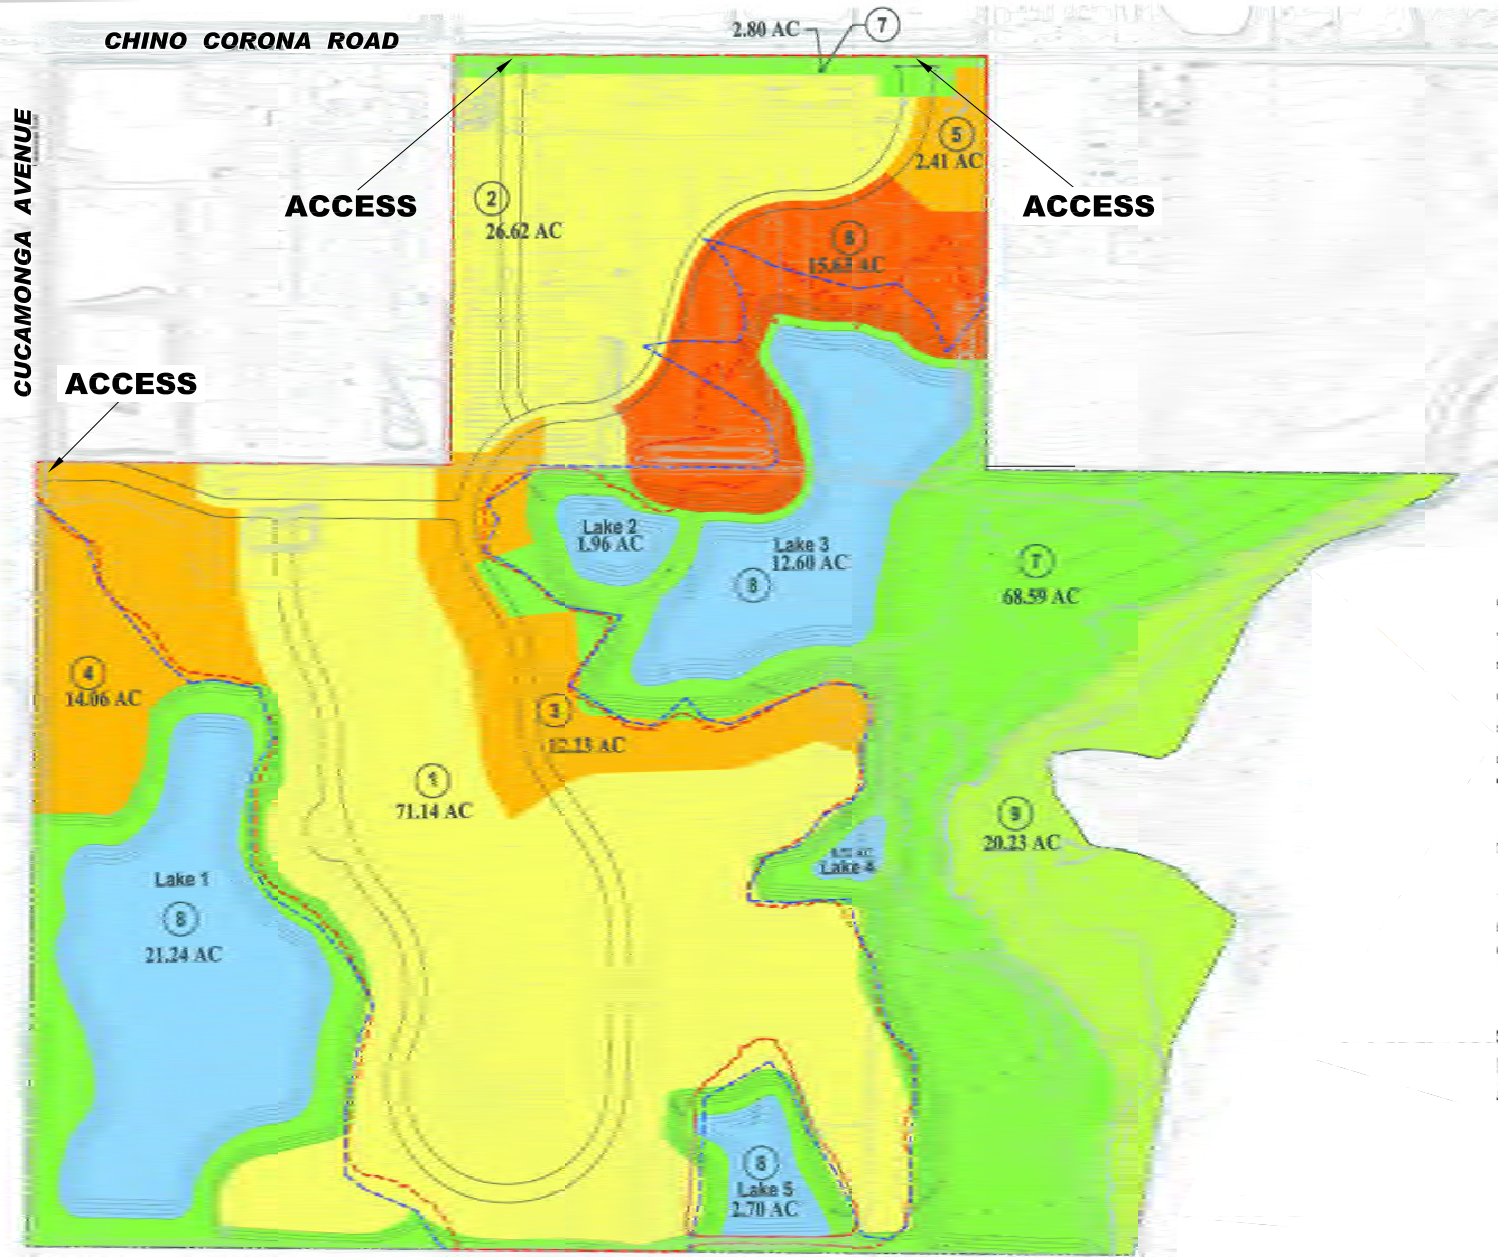 2.80 AC
7
CHINO CORONA ROAD
CUCAMONGA AVENUE
5
2.41 AC
ACCESS
2
26.62 AC
ACCESS
6
AC
ACCESS
Lake 2
1.96 AC
Lake 3
12.60 AC
8
7
68.59 AC
4
14.06 AC
3
12.23 AC
1
71.14 AC
9
20.23 AC
Lake 4
Lake 1
8
21.24 AC
8
Lake 5
2.70 AC